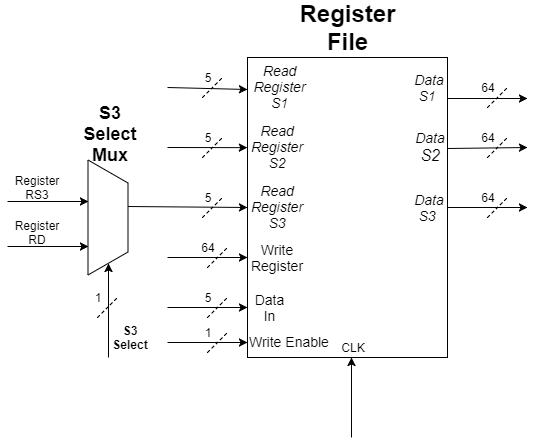 Register
File
5
Read
Register
S1
Data
S1
64
S3
Select
Mux
5
Read
Register
S2
Data
S2
64
Register
RS3
Register
RD
5
Read
Register
S3
Data
S3
64
64
Write
Register
1
S3
Select
5
Data
In
1
Write Enable
CLK